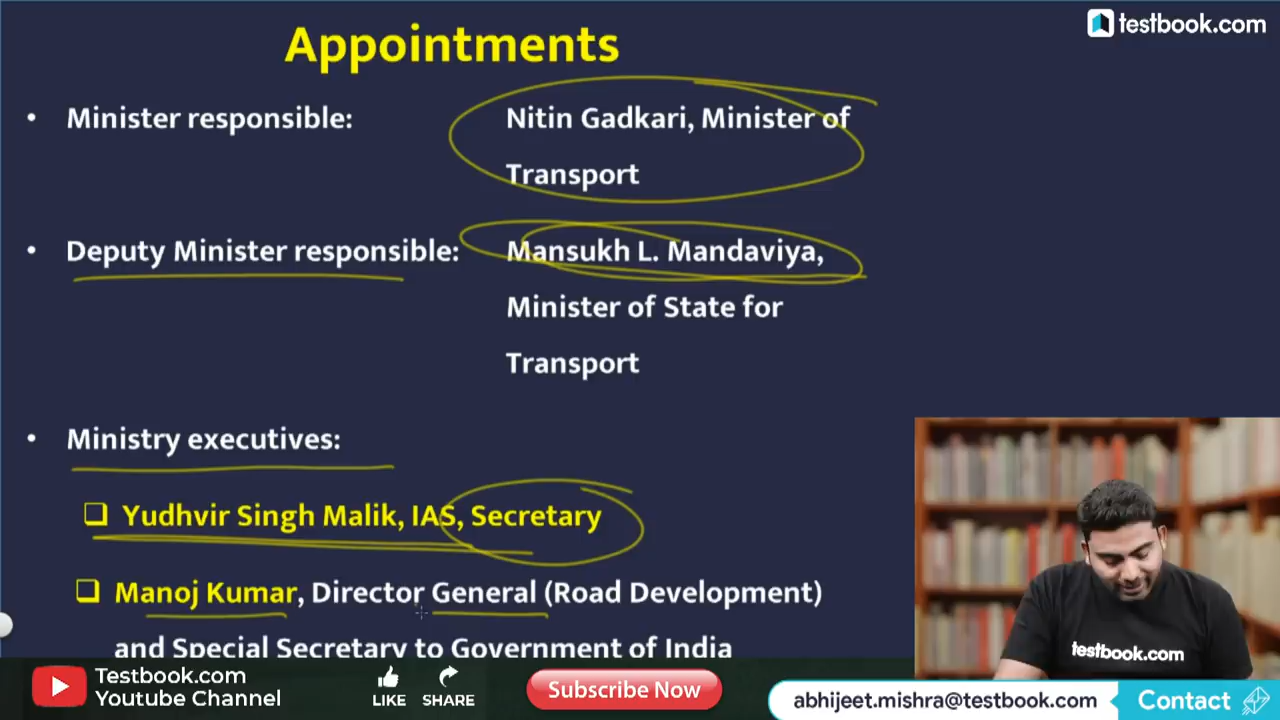 testbook.com
Appointments
• Minister responsible: Nitin Gadkari, Minister of
Transport
• Deputy Minister responsible: Mansukh L. Mandaviya,
Minister of State for
Transport
• Ministry executives:
❑ Yudhvir Singh Malik, IAS, Secretary
❑ Manoj Kumar, Director General (Road Development)
and Special Secretary to Government of India
testbook.com
Testbook.com
Youtube Channel
LIKE
SHARE
Subscribe Now
abhijeet.mishra@testbook.com
Contact